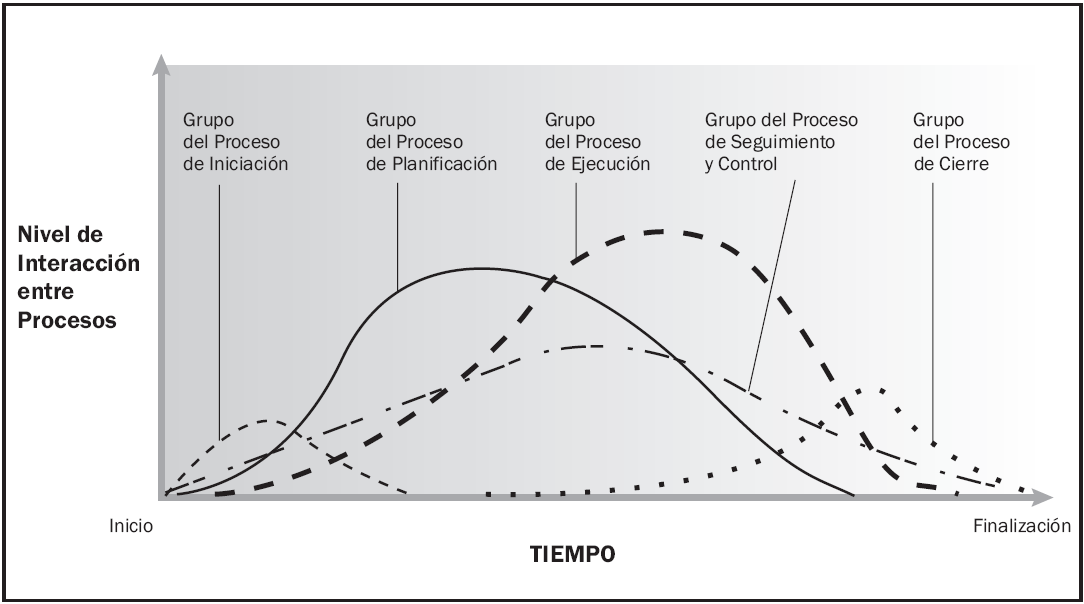 Grupo
del Proceso
de Iniciación
Grupo
del Proceso
de Planificación
Grupo
del Proceso
de Ejecución
Grupo del Proceso
de Seguimiento
y Control
Grupo
del Proceso
de Cierre
Nivel de
Interacción
entre
Procesos
Inicio
Finalización
TIEMPO